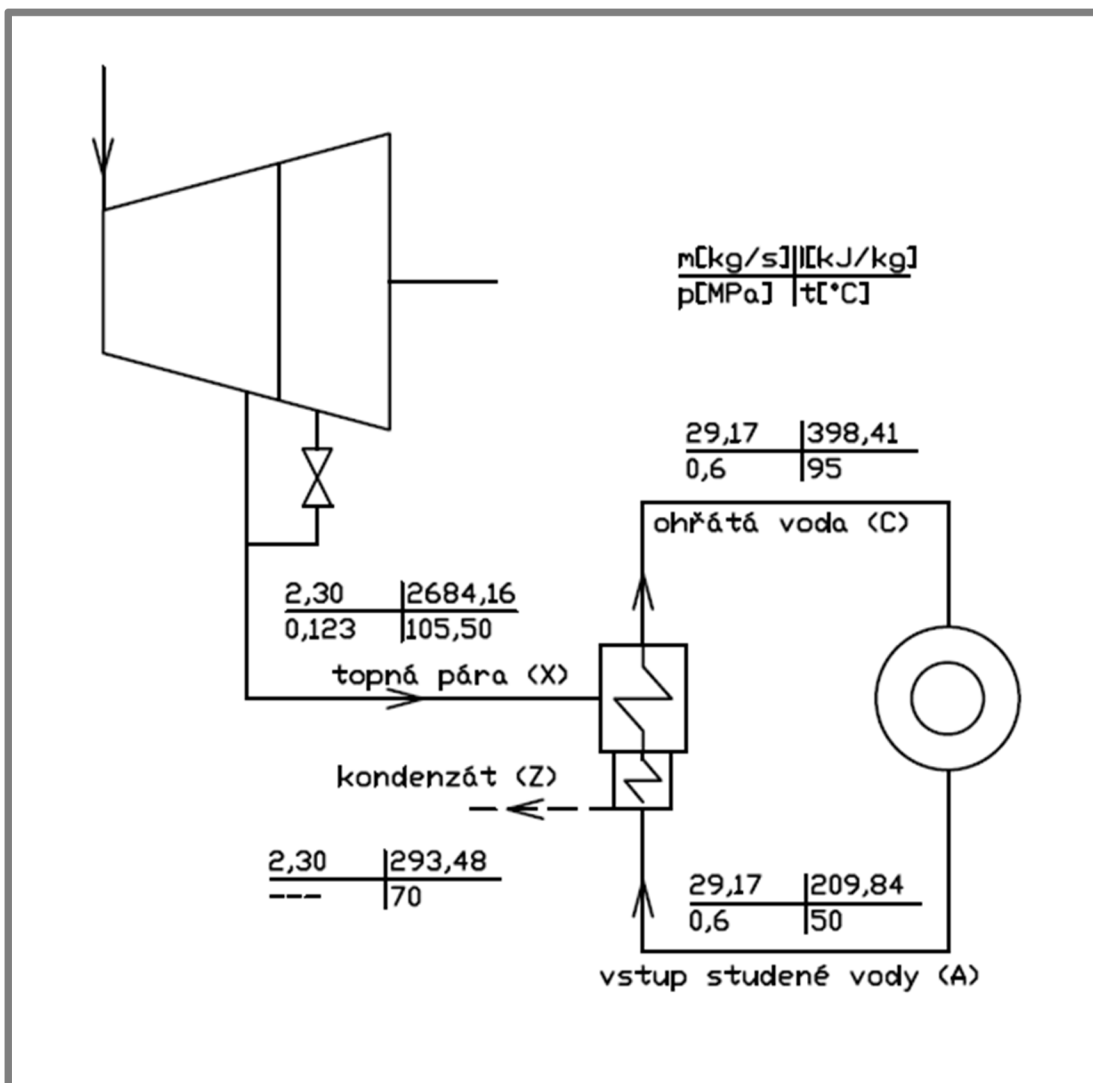 m[kg/s] I[kJ/kg]
p[MPa] t[°C]
29,17 398,41
0,6 95
ohřátá voda (C)
2,30 2684,16
0,123 105,50
topná pára (X)
kondenzát (Z)
2,30 293,48
--- 70
29,17 209,84
0,6 50
vstup studené vody (A)